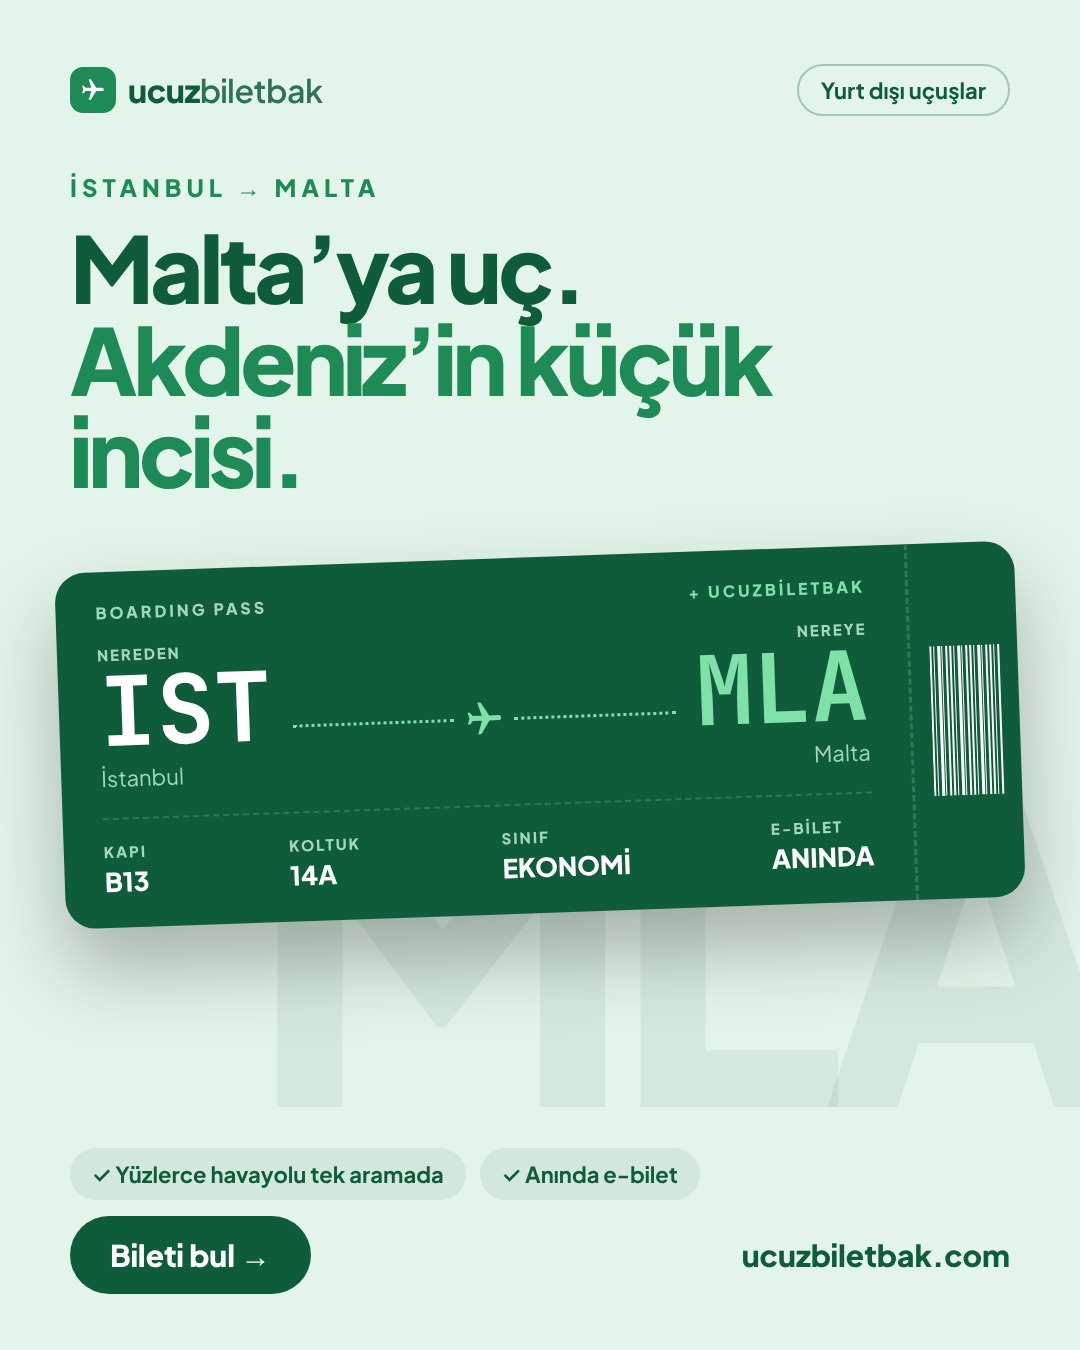 ucuzbiletbak
Yurt dışı uçuşlar
İSTANBUL → MALTA
Malta’ya uç.
Akdeniz’in küçük
incisi.
BOARDING PASS
+ UCUZBİLETBAK
NEREDEN
NEREYE
IST
MLA
İstanbul
Malta
KAPI
KOLTUK
SINIF
E-BİLET
B13
14A
EKONOMİ
ANINDA
MLA
✓ Yüzlerce havayolu tek aramada
✓ Anında e-bilet
Bileti bul →
ucuzbiletbak.com